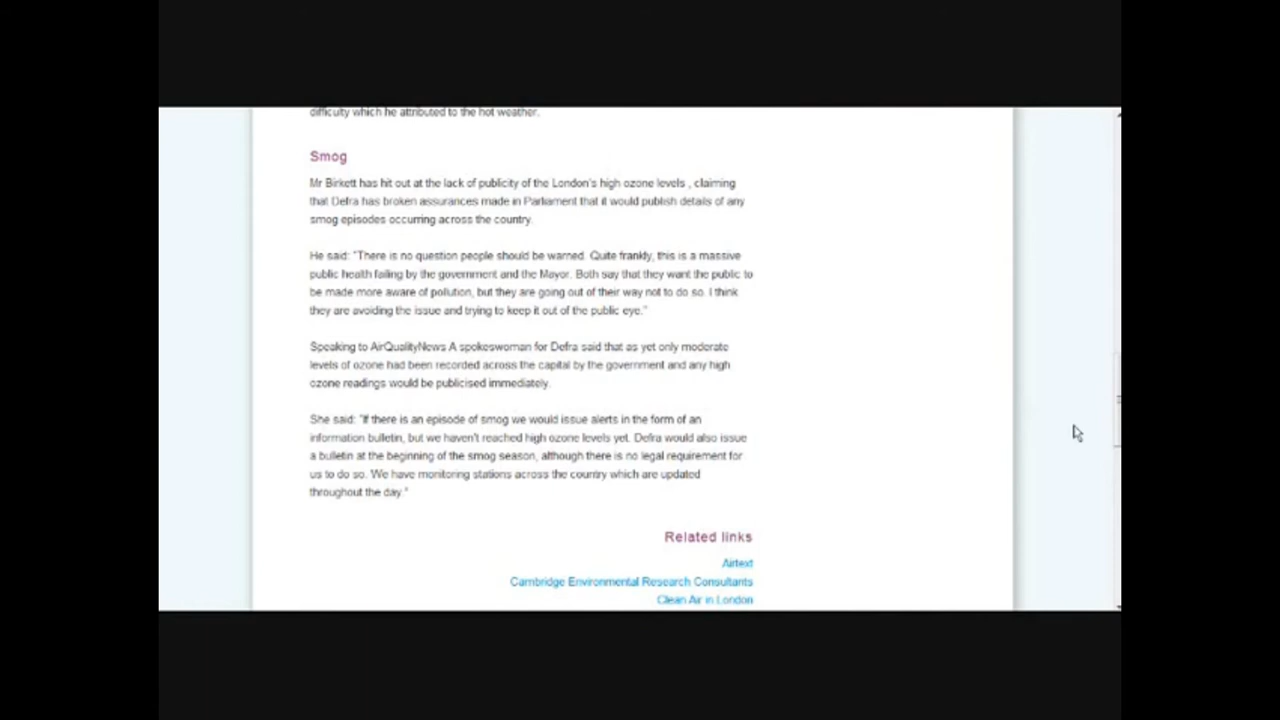 difficulty which he attributed to the hot weather.
Smog
Mr Birkett has hit out at the lack of publicity of the London's high ozone levels , claiming
that Defra has broken assurances made in Parliament that it would publish details of any
smog episodes occurring across the country.
He said: "There is no question people should be warned. Quite frankly, this is a massive
public health failing by the government and the Mayor. Both say that they want the public to
be made more aware of pollution, but they are going out of their way not to do so. I think
they are avoiding the issue and trying to keep it out of the public eye."
Speaking to AirQualityNews A spokeswoman for Defra said that as yet only moderate
levels of ozone had been recorded across the capital by the government and any high
ozone readings would be publicised immediately.
She said: "If there is an episode of smog we would issue alerts in the form of an
information bulletin, but we haven't reached high ozone levels yet. Defra would also issue
a bulletin at the beginning of the smog season, although there is no legal requirement for
us to do so. We have monitoring stations across the country which are updated
throughout the day."
Related links
Airtext
Cambridge Environmental Research Consultants
Clean Air in London